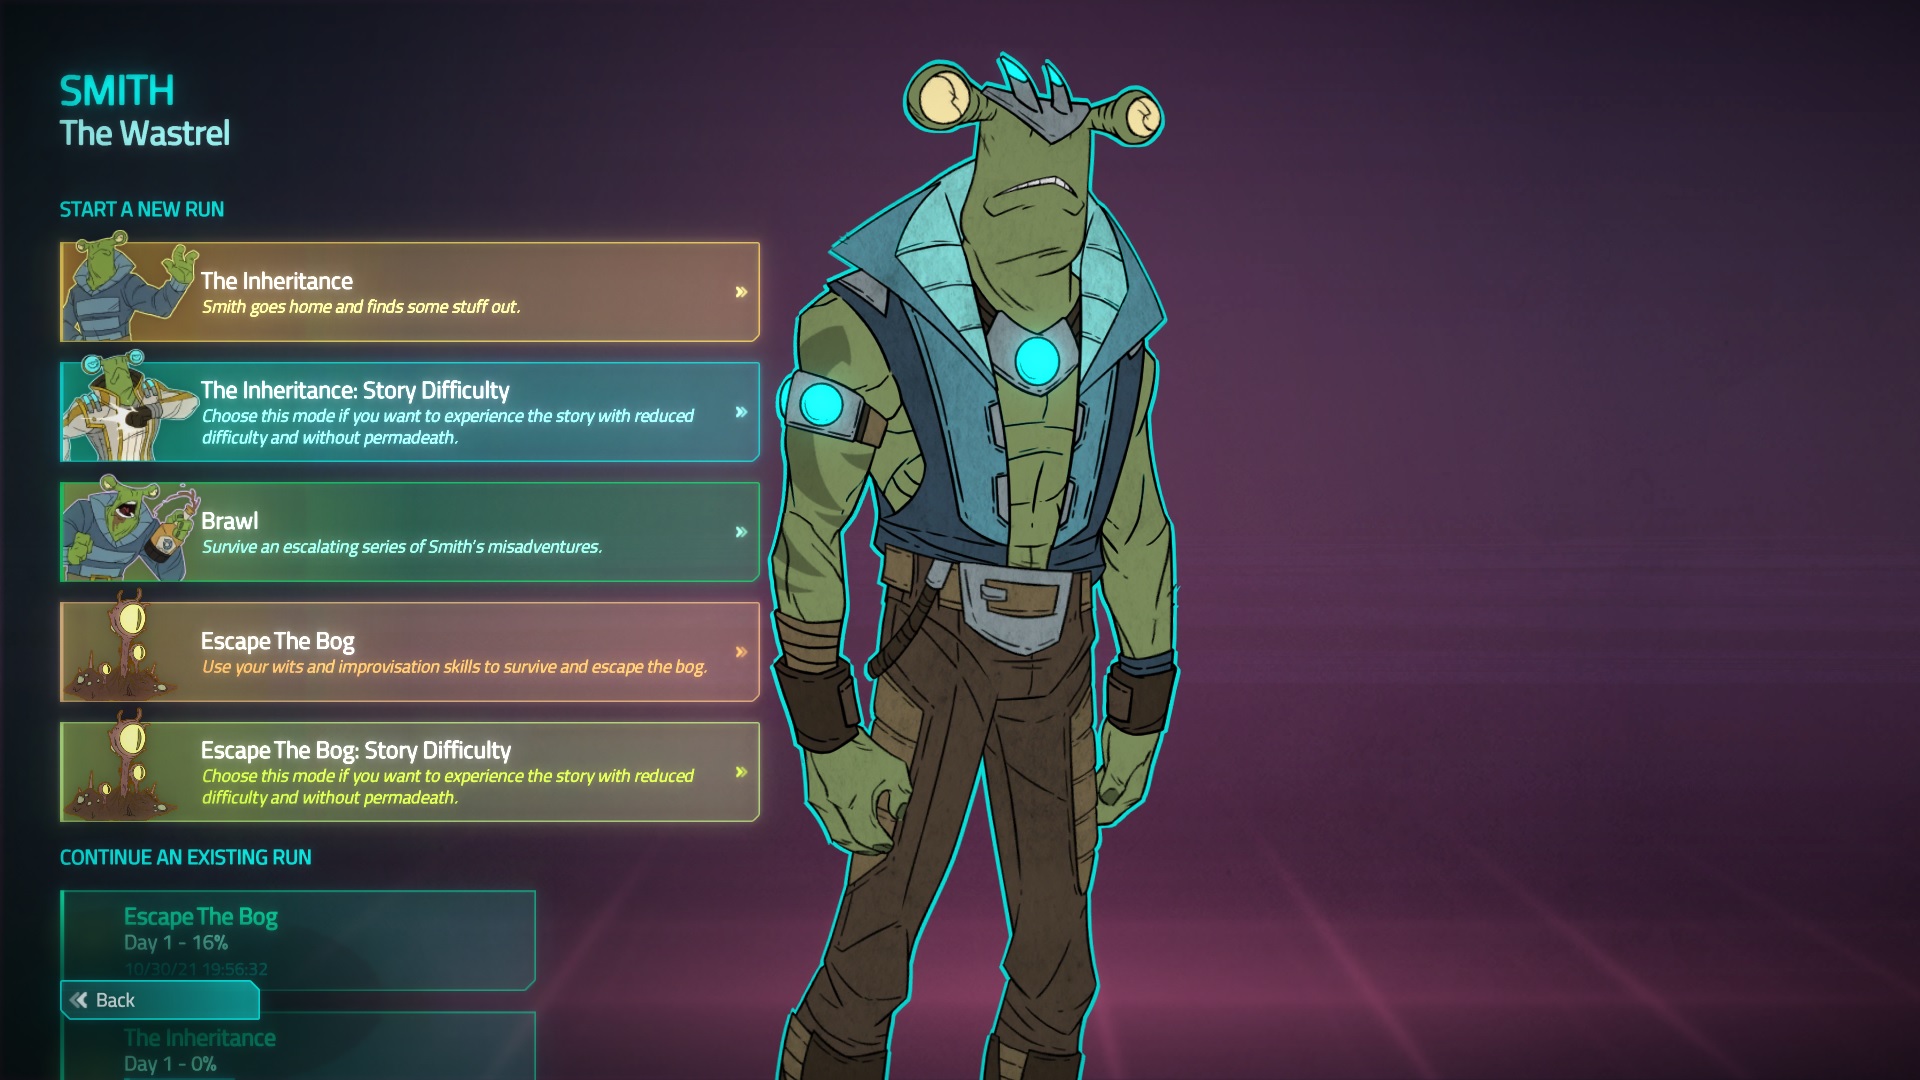 SMITH
The Wastrel
START A NEW RUN
The Inheritance
Smith goes home and finds some stuff out.
The Inheritance: Story Difficulty
Choose this mode if you want to experience the story with reduced
difficulty and without permadeath.
Brawl
Survive an escalating series of Smith's misadventures.
Escape The Bog
Use your wits and improvisation skills to survive and escape the bog.
Escape The Bog: Story Difficulty
Choose this mode if you want to experience the story with reduced
difficulty and without permadeath.
CONTINUE AN EXISTING RUN
Escape The Bog
Day 1 - 16%
10/30/21 19:56:32
Back
The Inheritance
Day 1 - 0%